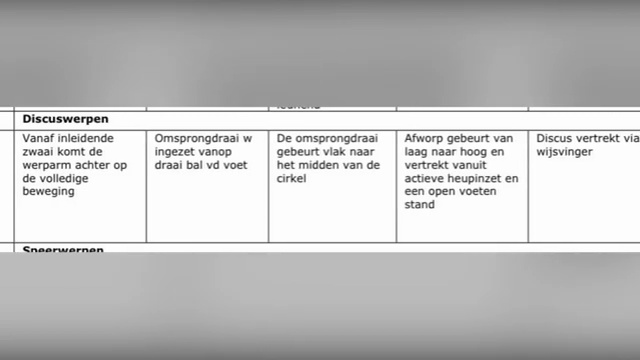 Discuswerpen
Vanaf inleidende
zwaai komt de
werparm achter op
de volledige
beweging
Omsprongdraai w
ingezet vanop
draai bal vd voet
De omsprongdraai
gebeurt vlak naar
het midden van de
cirkel
Afworp gebeurt van
laag naar hoog en
vertrekt vanuit
actieve heupinzet en
een open voeten
stand
Discus vertrekt via
wijsvinger
Speerwerpen